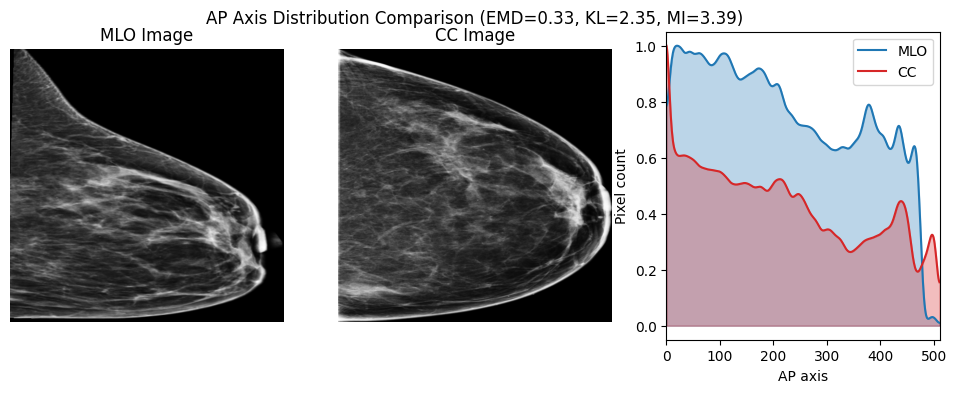 AP Axis Distribution Comparison (EMD=0.33, KL=2.35, MI=3.39)
MLO Image
CC Image
MLO
CC
Pixel count
1.0
0.8
0.6
0.4
0.2
0.0
0 100 200 300 400 500
AP axis